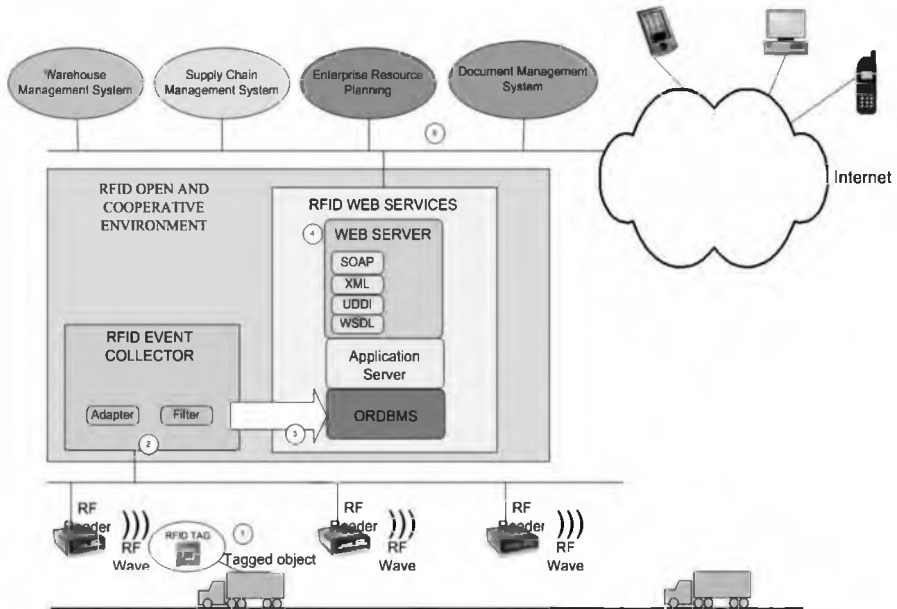 Warehouse
Management System
Supply Chain
Management System
Enterprise Resource
Planning
Document Management
System
5
Internet
RFID OPEN AND
COOPERATIVE
ENVIRONMENT
RFID WEB SERVICES
4
WEB SERVER
SOAP
XML
UDDI
WSDL
RFID EVENT
COLLECTOR
Application
Server
Adapter
Filter
ORDBMS
3
2
RF
Reader
RF
Wave
RFID TAG
1
Tagged object
RF
Reader
RF
Wave
RF
Reader
RF
Wave